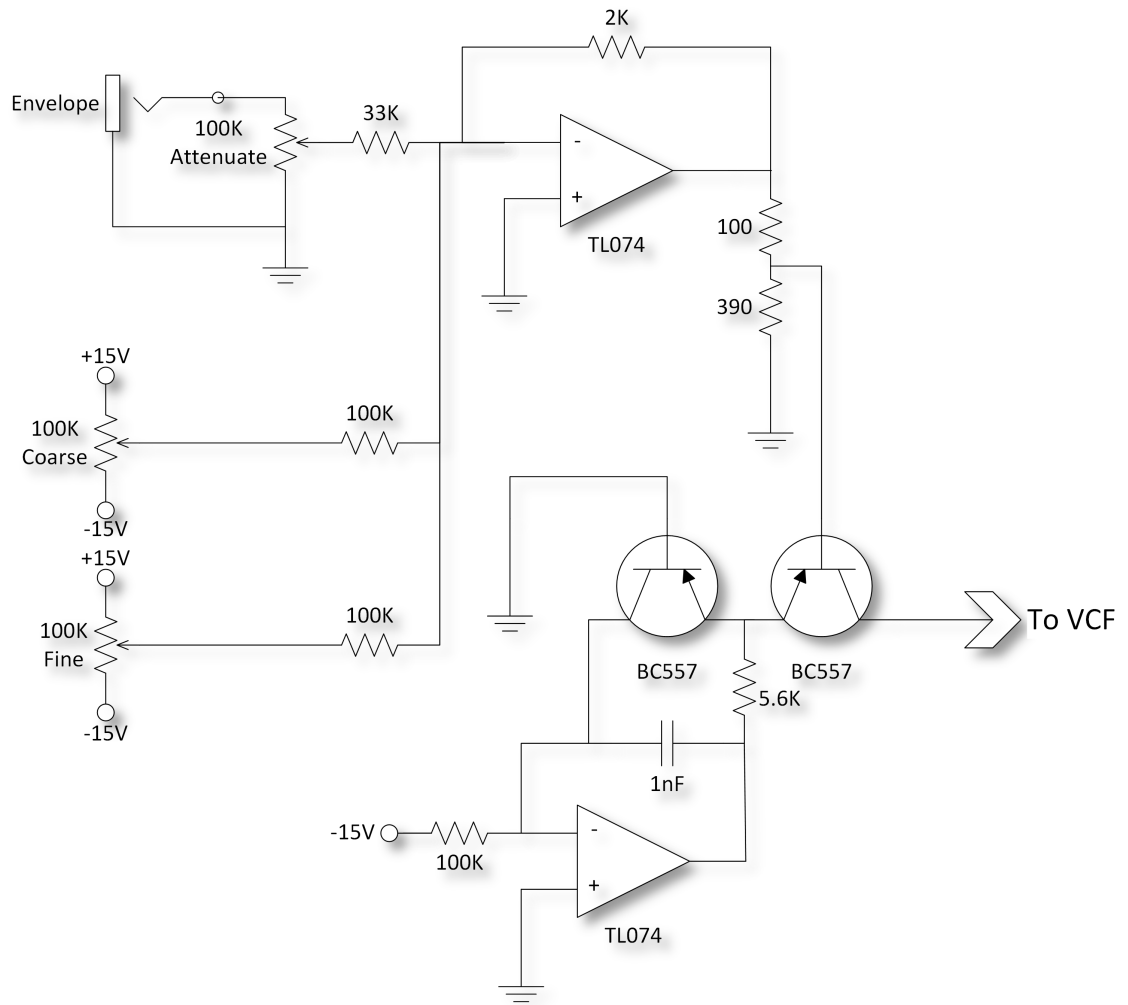 2K
Envelope
100K
Attenuate
33K
-
+
TL074
100
390
+15V
100K
Coarse
-15V
100K
+15V
100K
Fine
-15V
100K
BC557
BC557
To VCF
5.6K
1nF
-15V
100K
-
+
TL074